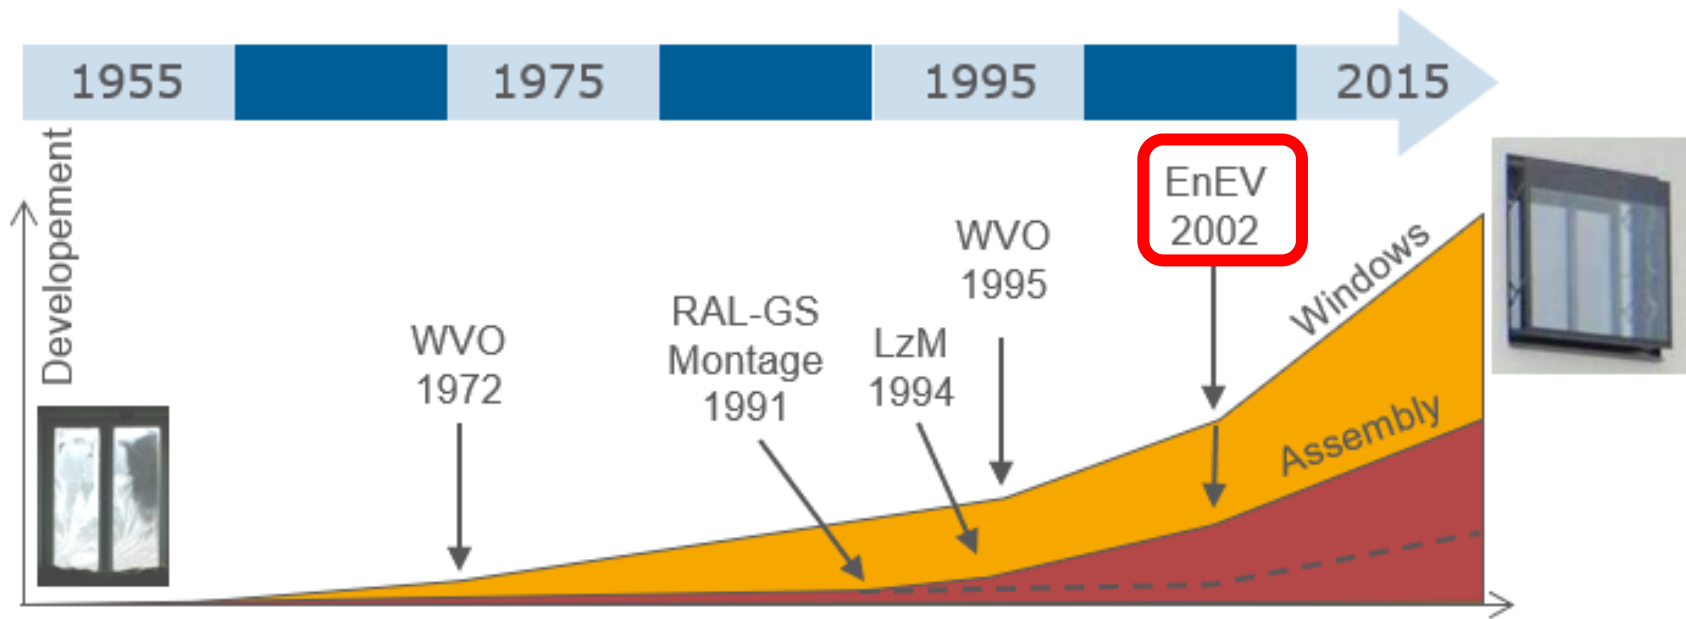 1955
1975
1995
2015
Developement
EnEV
2002
WVO
1995
Windows
RAL-GS
Montage
1991
LzM
1994
WVO
1972
Assembly